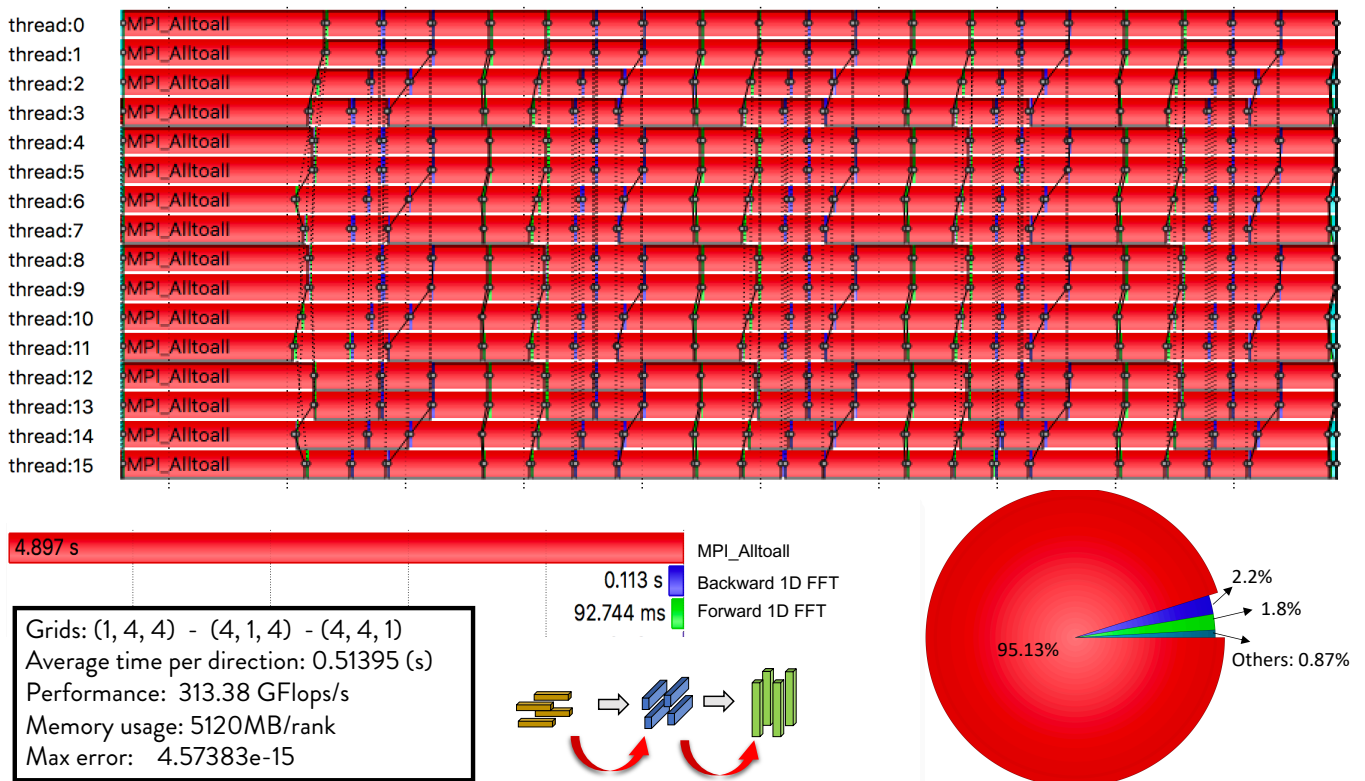 thread:0 MPI_Alltoall
thread:1 MPI_Alltoall
thread:2 MPI_Alltoall
thread:3 MPI_Alltoall
thread:4 MPI_Alltoall
thread:5 MPI_Alltoall
thread:6 MPI_Alltoall
thread:7 MPI_Alltoall
thread:8 MPI_Alltoall
thread:9 MPI_Alltoall
thread:10 MPI_Alltoall
thread:11 MPI_Alltoall
thread:12 MPI_Alltoall
thread:13 MPI_Alltoall
thread:14 MPI_Alltoall
thread:15 MPI_Alltoall
4.897 s MPI_Alltoall
0.113 s Backward 1D FFT
92.744 ms Forward 1D FFT
Grids: (1, 4, 4) - (4, 1, 4) - (4, 4, 1)
Average time per direction: 0.51395 (s)
Performance: 313.38 GFlops/s
Memory usage: 5120MB/rank
Max error: 4.57383e-15
2.2%
1.8%
95.13%
Others: 0.87%